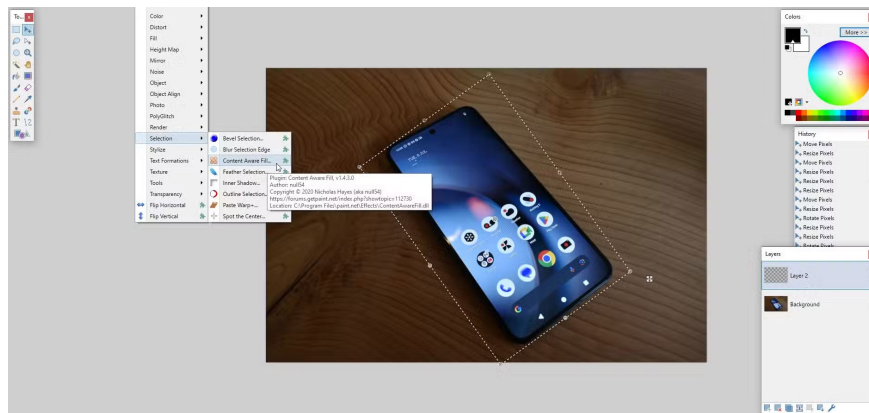 To...
Color
Distort
Fill
Height Map
Mirror
Noise
Object
Object Align
Photo
PolyGlitch
Render
Selection
Stylize
Text Formations
Texture
Tools
Transparency
Flip Horizontal
Flip Vertical
Bevel Selection...
Blur Selection Edge
Content Aware Fill...
Feather Selection...
Inner Shadow...
Outline Selection...
Paste Warp+...
Spot the Center...
Plugin: Content Aware Fill, v1.4.3.0
Author: null54
Copyright © 2020 Nicholas Hayes (aka null54)
https://forums.getpaint.net/index.php?showtopic=112730
Location: C:\Program Files\paint.net\Effects\ContentAwareFill.dll
Colors
More >>
History
Move Pixels
Resize Pixels
Move Pixels
Resize Pixels
Resize Pixels
Resize Pixels
Move Pixels
Resize Pixels
Rotate Pixels
Resize Pixels
Rotate Pixels
Layers
Layer 2
Background